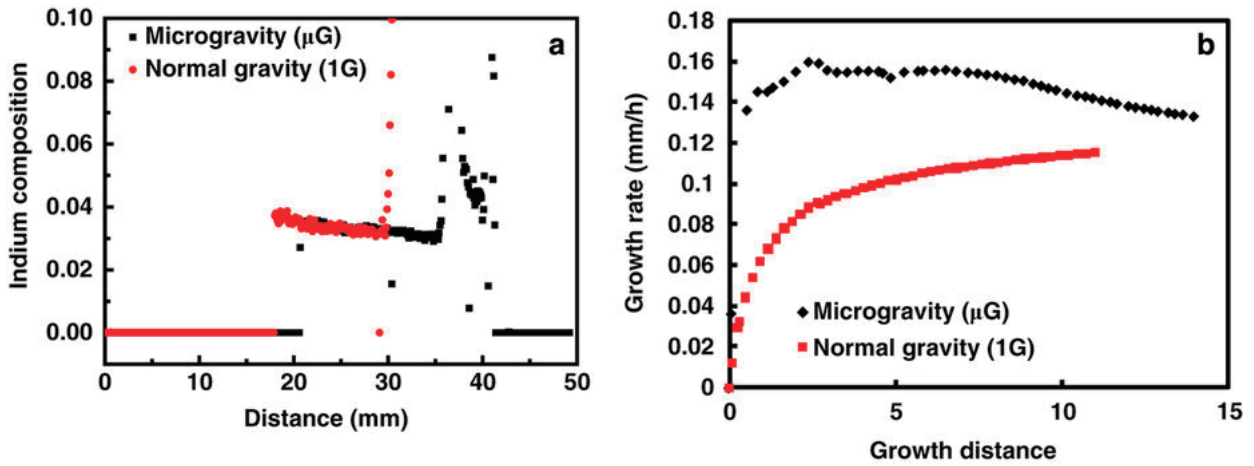 a
Microgravity (μG)
Normal gravity (1G)
Indium composition
0.10
0.08
0.06
0.04
0.02
0.00
0 10 20 30 40 50
Distance (mm)
b
Growth rate (mm/h)
0.18
0.16
0.14
0.12
0.1
0.08
0.06
0.04
0.02
0
Microgravity (μG)
Normal gravity (1G)
0 5 10 15
Growth distance